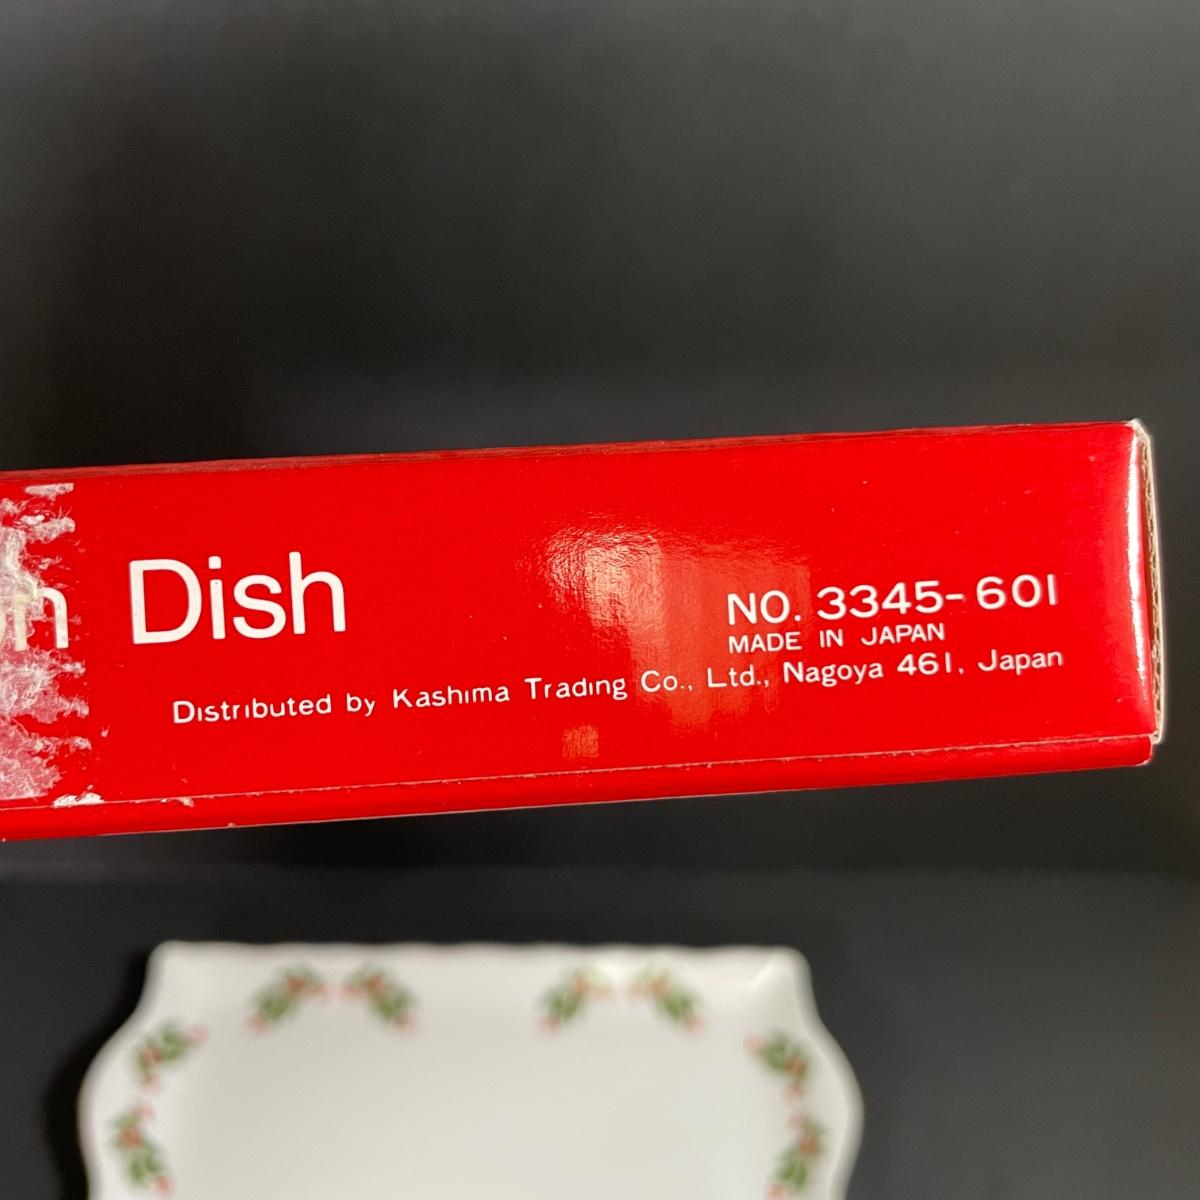 Dish
NO. 3345-601
MADE IN JAPAN
Distributed by Kashima Trading Co., Ltd., Nagoya 461, Japan